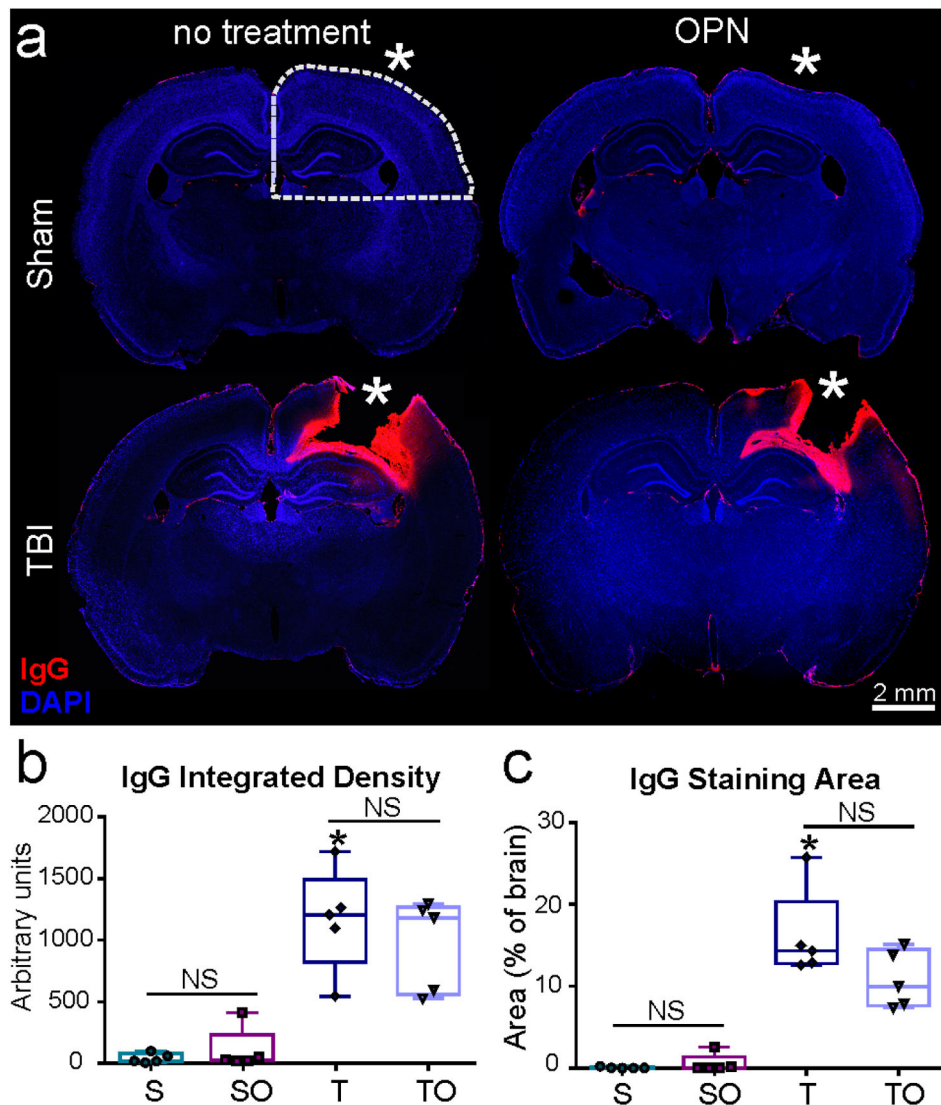 a
no treatment
OPN
*
*
Sham
*
*
TBI
IgG
DAPI
2 mm
b
IgG Integrated Density
Arbitrary units
2000
1500
1000
500
0
NS
*
NS
S
SO
T
TO
c
IgG Staining Area
Area (% of brain)
30
20
10
0
NS
*
NS
S
SO
T
TO